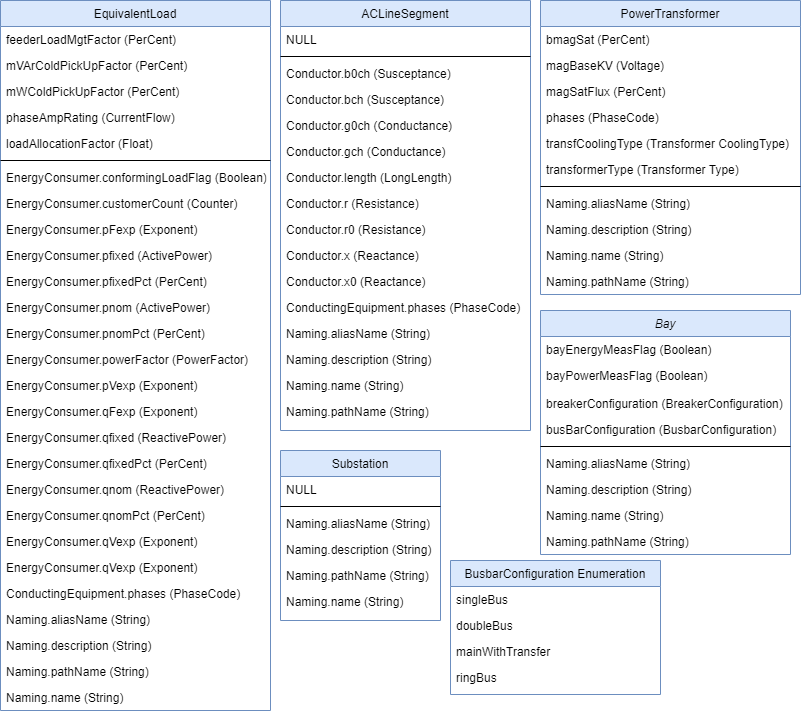 EquivalentLoad
feederLoadMgtFactor (PerCent)
mVArColdPickUpFactor (PerCent)
mWColdPickUpFactor (PerCent)
phaseAmpRating (CurrentFlow)
loadAllocationFactor (Float)
EnergyConsumer.conformingLoadFlag (Boolean)
EnergyConsumer.customerCount (Counter)
EnergyConsumer.pFexp (Exponent)
EnergyConsumer.pfixed (ActivePower)
EnergyConsumer.pfixedPct (PerCent)
EnergyConsumer.pnom (ActivePower)
EnergyConsumer.pnomPct (PerCent)
EnergyConsumer.powerFactor (PowerFactor)
EnergyConsumer.pVexp (Exponent)
EnergyConsumer.qFexp (Exponent)
EnergyConsumer.qfixed (ReactivePower)
EnergyConsumer.qfixedPct (PerCent)
EnergyConsumer.qnom (ReactivePower)
EnergyConsumer.qnomPct (PerCent)
EnergyConsumer.qVexp (Exponent)
EnergyConsumer.qVexp (Exponent)
ConductingEquipment.phases (PhaseCode)
Naming.aliasName (String)
Naming.description (String)
Naming.pathName (String)
Naming.name (String)
ACLineSegment
NULL
Conductor.b0ch (Susceptance)
Conductor.bch (Susceptance)
Conductor.g0ch (Conductance)
Conductor.gch (Conductance)
Conductor.length (LongLength)
Conductor.r (Resistance)
Conductor.r0 (Resistance)
Conductor.x (Reactance)
Conductor.x0 (Reactance)
ConductingEquipment.phases (PhaseCode)
Naming.aliasName (String)
Naming.description (String)
Naming.name (String)
Naming.pathName (String)
Substation
NULL
Naming.aliasName (String)
Naming.description (String)
Naming.pathName (String)
Naming.name (String)
PowerTransformer
bmagSat (PerCent)
magBaseKV (Voltage)
magSatFlux (PerCent)
phases (PhaseCode)
transfCoolingType (Transformer CoolingType)
transformerType (Transformer Type)
Naming.aliasName (String)
Naming.description (String)
Naming.name (String)
Naming.pathName (String)
Bay
bayEnergyMeasFlag (Boolean)
bayPowerMeasFlag (Boolean)
breakerConfiguration (BreakerConfiguration)
busBarConfiguration (BusbarConfiguration)
Naming.aliasName (String)
Naming.description (String)
Naming.name (String)
Naming.pathName (String)
BusbarConfiguration Enumeration
singleBus
doubleBus
mainWithTransfer
ringBus